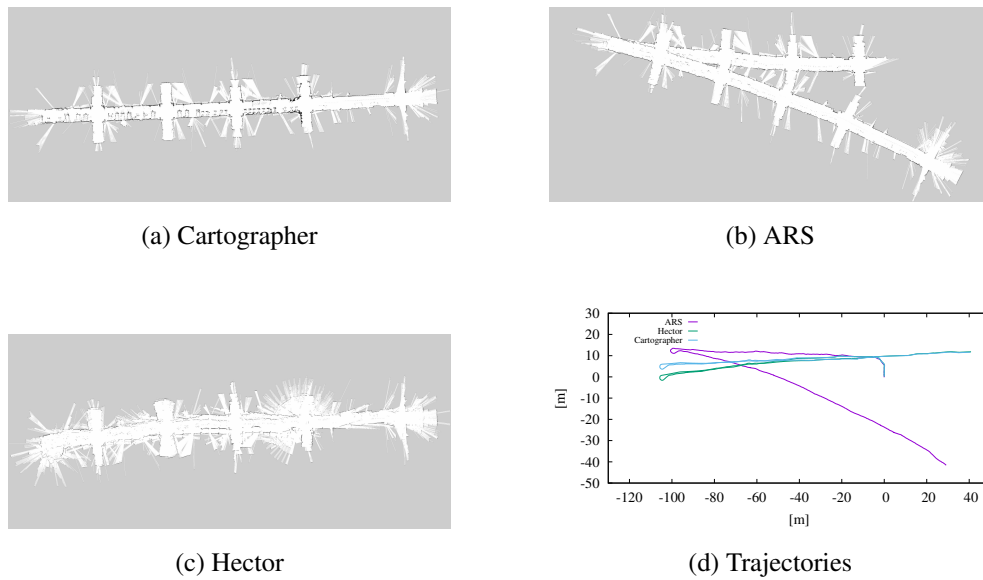 (a) Cartographer
(b) ARS
(c) Hector
30
20
10
0
-10
-20
-30
-40
-50
[m]
ARS
Hector
Cartographer
-120 -100 -80 -60 -40 -20 0 20 40
[m]
(d) Trajectories